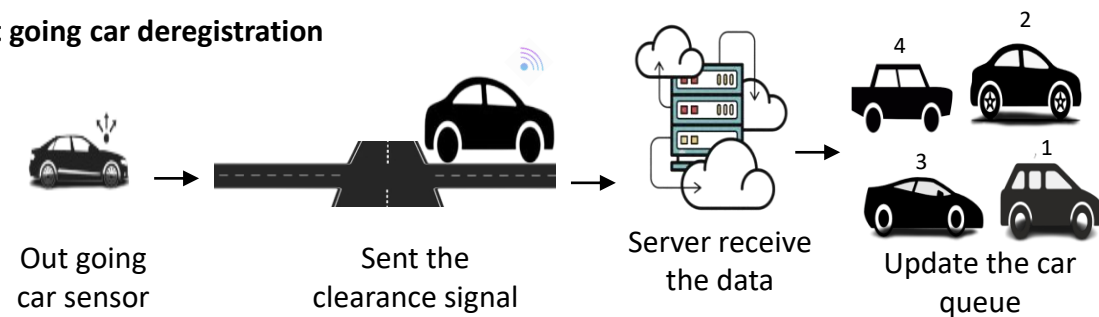 going car deregistration
2
4
3
1
Out going
car sensor
Sent the
clearance signal
Server receive
the data
Update the car
queue